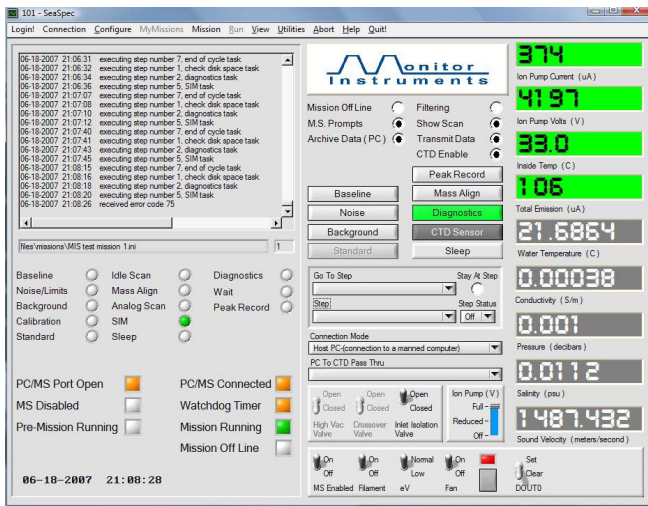 101 - SeaSpec
Login! Connection Configure MyMissions Mission Run View Utilities Abort Help Quit!
06-18-2007 21:06:31 executing step number 7, end of cycle task
06-18-2007 21:06:32 executing step number 1, check disk space task
06-18-2007 21:06:34 executing step number 2, diagnostics task
06-18-2007 21:06:36 executing step number 5, SIM task
06-18-2007 21:07:07 executing step number 7, end of cycle task
06-18-2007 21:07:08 executing step number 1, check disk space task
06-18-2007 21:07:10 executing step number 2, diagnostics task
06-18-2007 21:07:12 executing step number 5, SIM task
06-18-2007 21:07:40 executing step number 7, end of cycle task
06-18-2007 21:07:41 executing step number 1, check disk space task
06-18-2007 21:07:43 executing step number 2, diagnostics task
06-18-2007 21:07:45 executing step number 5, SIM task
06-18-2007 21:08:15 executing step number 7, end of cycle task
06-18-2007 21:08:16 executing step number 1, check disk space task
06-18-2007 21:08:18 executing step number 2, diagnostics task
06-18-2007 21:08:20 executing step number 5, SIM task
06-18-2007 21:08:26 received error code 75
files\missions\MIS test mission 1.ini 1
Baseline Idle Scan Diagnostics
Noise/Limits Mass Align Wait
Background Analog Scan Peak Record
Calibration SIM
Standard Sleep
PC/MS Port Open PC/MS Connected
MS Disabled Watchdog Timer
Pre-Mission Running Mission Running
Mission Off Line
06-18-2007 21:08:28
Monitor
Instruments
Mission Off Line Filtering
M.S. Prompts Show Scan
Archive Data ( PC ) Transmit Data
CTD Enable
Peak Record
Baseline Mass Align
Noise Diagnostics
Background CTD Sensor
Standard Sleep
Go To Step Stay At Step
Step Step Status
Off
Connection Mode
Host PC-(connection to a manned computer)
PC To CTD Pass Thru
Open Open Open Ion Pump ( V )
Closed Closed Closed Full -
High Vac Valve Crossover Valve Inlet Isolation Valve Reduced -
Off -
On On Normal On Set
Off Off Low Off Clear
MS Enabled Filament eV Fan DOUT0
374
Ion Pump Current ( uA )
4197
Ion Pump Volts ( V )
33.0
Inside Temp ( C )
106
Total Emission ( uA )
21.6864
Water Temperature ( C )
0.00038
Conductivity ( S/m )
0.001
Pressure ( decibars )
0.0112
Salinity ( psu )
1487.432
Sound Velocity ( meters/second )